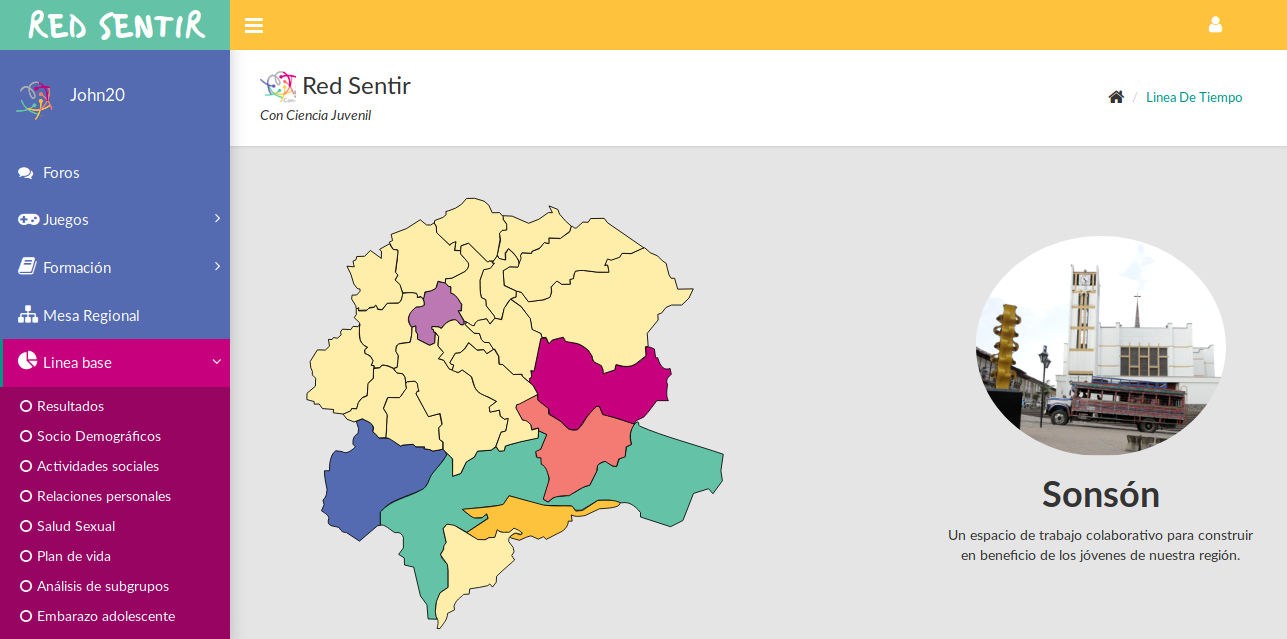 RED SENTIR
John20
Foros
Juegos
Formación
Mesa Regional
Linea base
Resultados
Socio Demográficos
Actividades sociales
Relaciones personales
Salud Sexual
Plan de vida
Análisis de subgrupos
Embarazo adolescente
Red Sentir
Con Ciencia Juvenil
/ Linea De Tiempo
Sonsón
Un espacio de trabajo colaborativo para construir
en beneficio de los jóvenes de nuestra región.